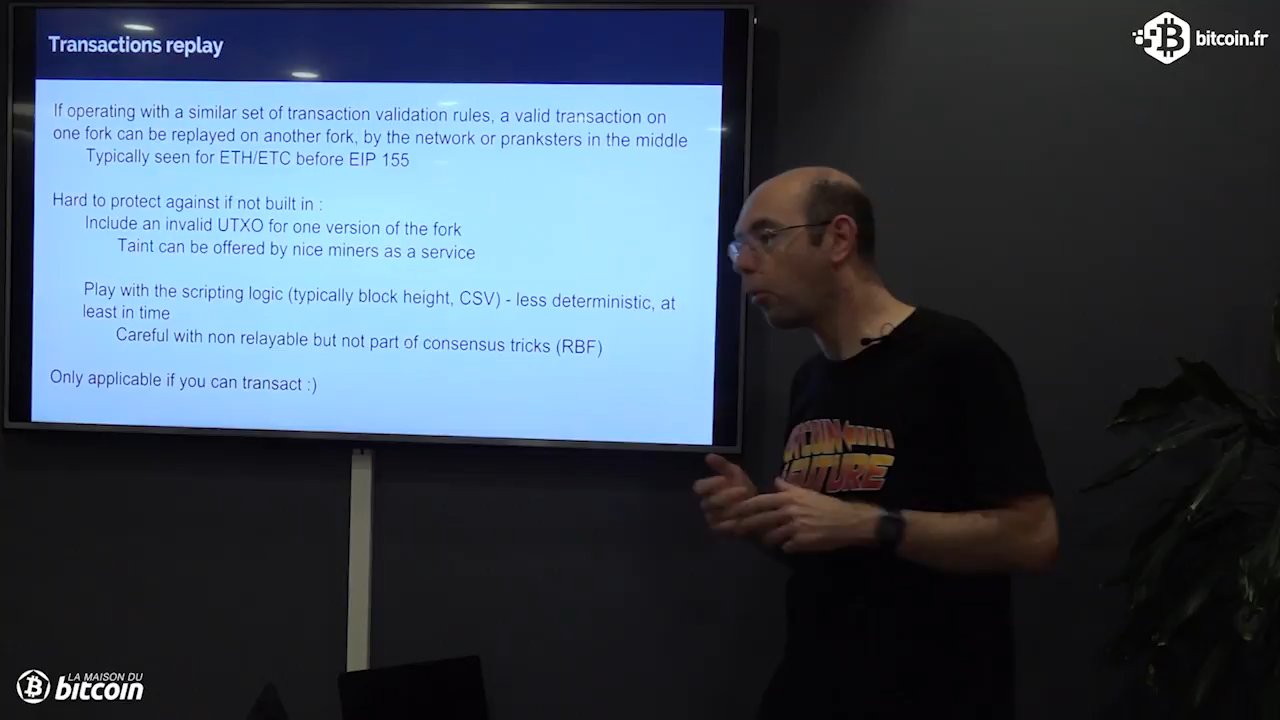 Transactions replay
bitcoin.fr
If operating with a similar set of transaction validation rules, a valid transaction on
one fork can be replayed on another fork, by the network or pranksters in the middle
Typically seen for ETH/ETC before EIP 155
Hard to protect against if not built in :
Include an invalid UTXO for one version of the fork
Taint can be offered by nice miners as a service
Play with the scripting logic (typically block height, CSV) - less deterministic, at
least in time
Careful with non relayable but not part of consensus tricks (RBF)
Only applicable if you can transact :)
FUTURE
LA MAISON DU
bitcoin